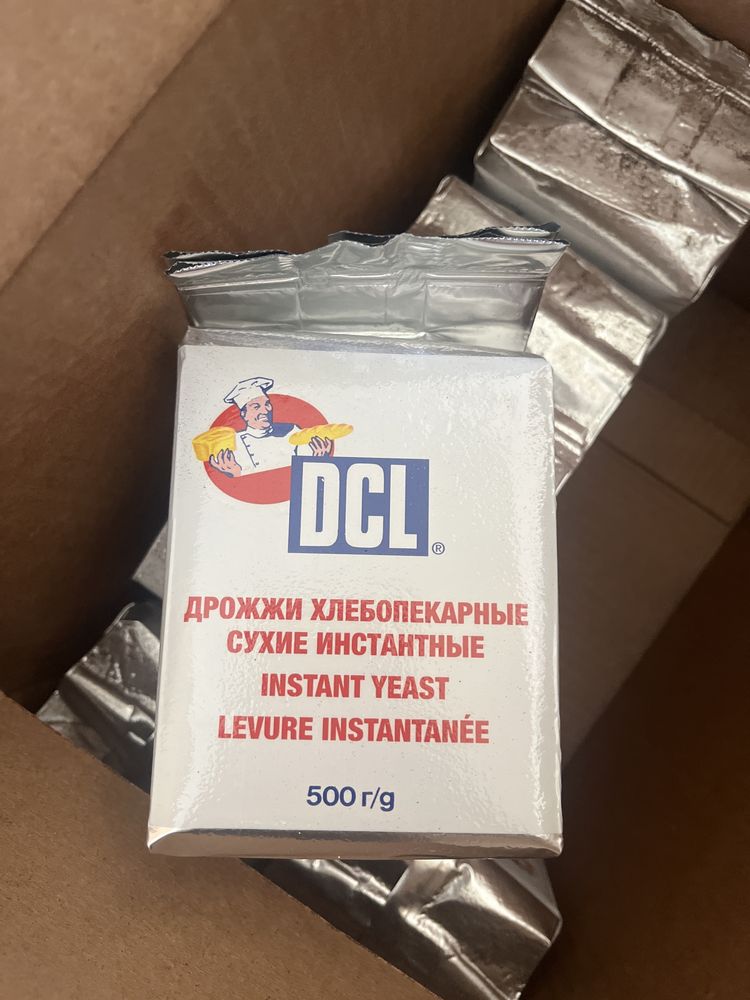 DCL®
ДРОЖЖИ ХЛЕБОПЕКАРНЫЕ
СУХИЕ ИНСТАНТНЫЕ
INSTANT YEAST
LEVURE INSTANTANÉE
500 г/g